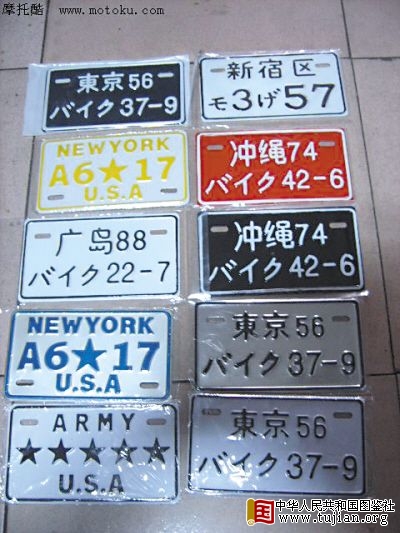 摩托酷 www.motoku.com
東京56
バイク37-9
新宿区
モ3げ57
NEWYORK
A6★17
U.S.A
冲绳74
バイク42-6
广岛88
バイク22-7
冲绳74
バイク42-6
NEWYORK
A6★17
U.S.A
東京56
バイク37-9
ARMY
★★★★★
U.S.A
東京56
バイク37-9
国 中华人民共和国图鉴社
www.tujian.org